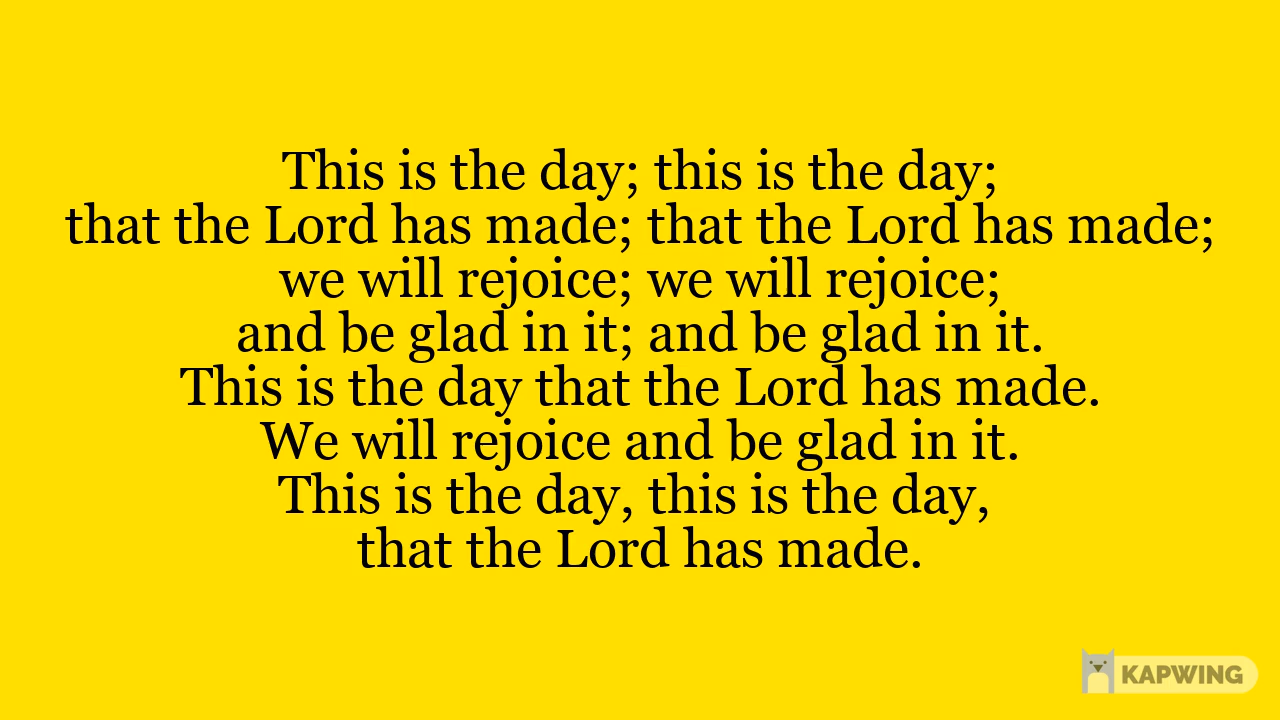 This is the day; this is the day;
that the Lord has made; that the Lord has made;
we will rejoice; we will rejoice;
and be glad in it; and be glad in it.
This is the day that the Lord has made.
We will rejoice and be glad in it.
This is the day, this is the day,
that the Lord has made.
KAPWING